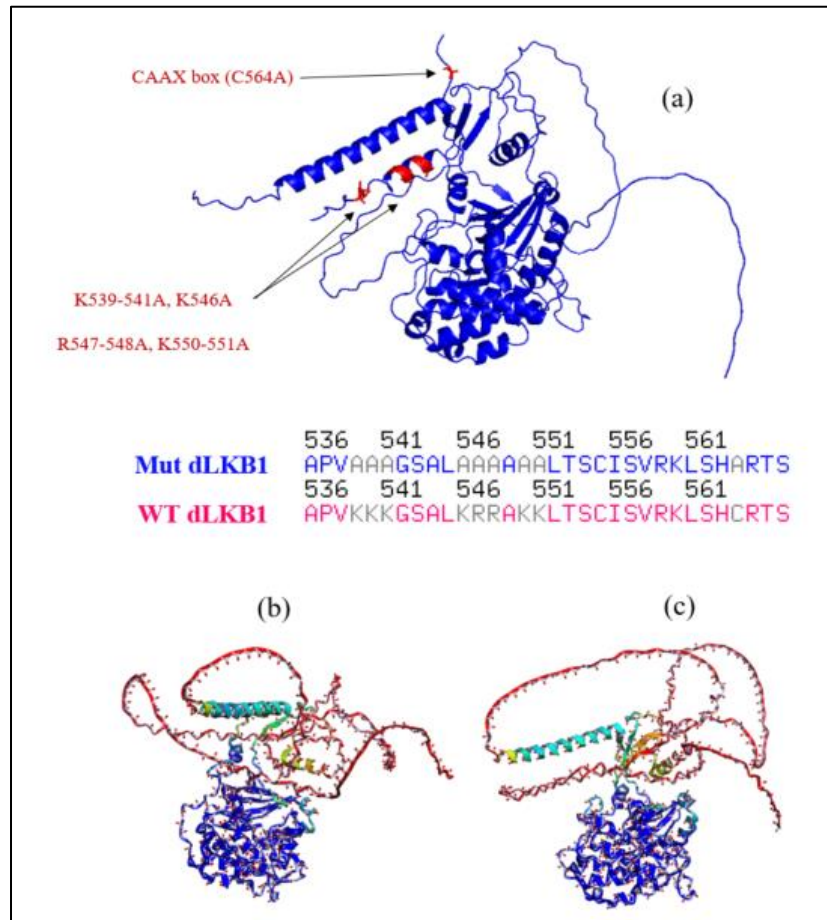 CAAX box (C564A)
(a)
K539-541A, K546A
R547-548A, K550-551A
536 541 546 551 556 561
Mut dLKB1 APVAAAGSALAAAAAALTSCISVRKLSHARTS
536 541 546 551 556 561
WT dLKB1 APVKKKGSALKRRAKKLTSCISVRKLSHCRTS
(b) (c)